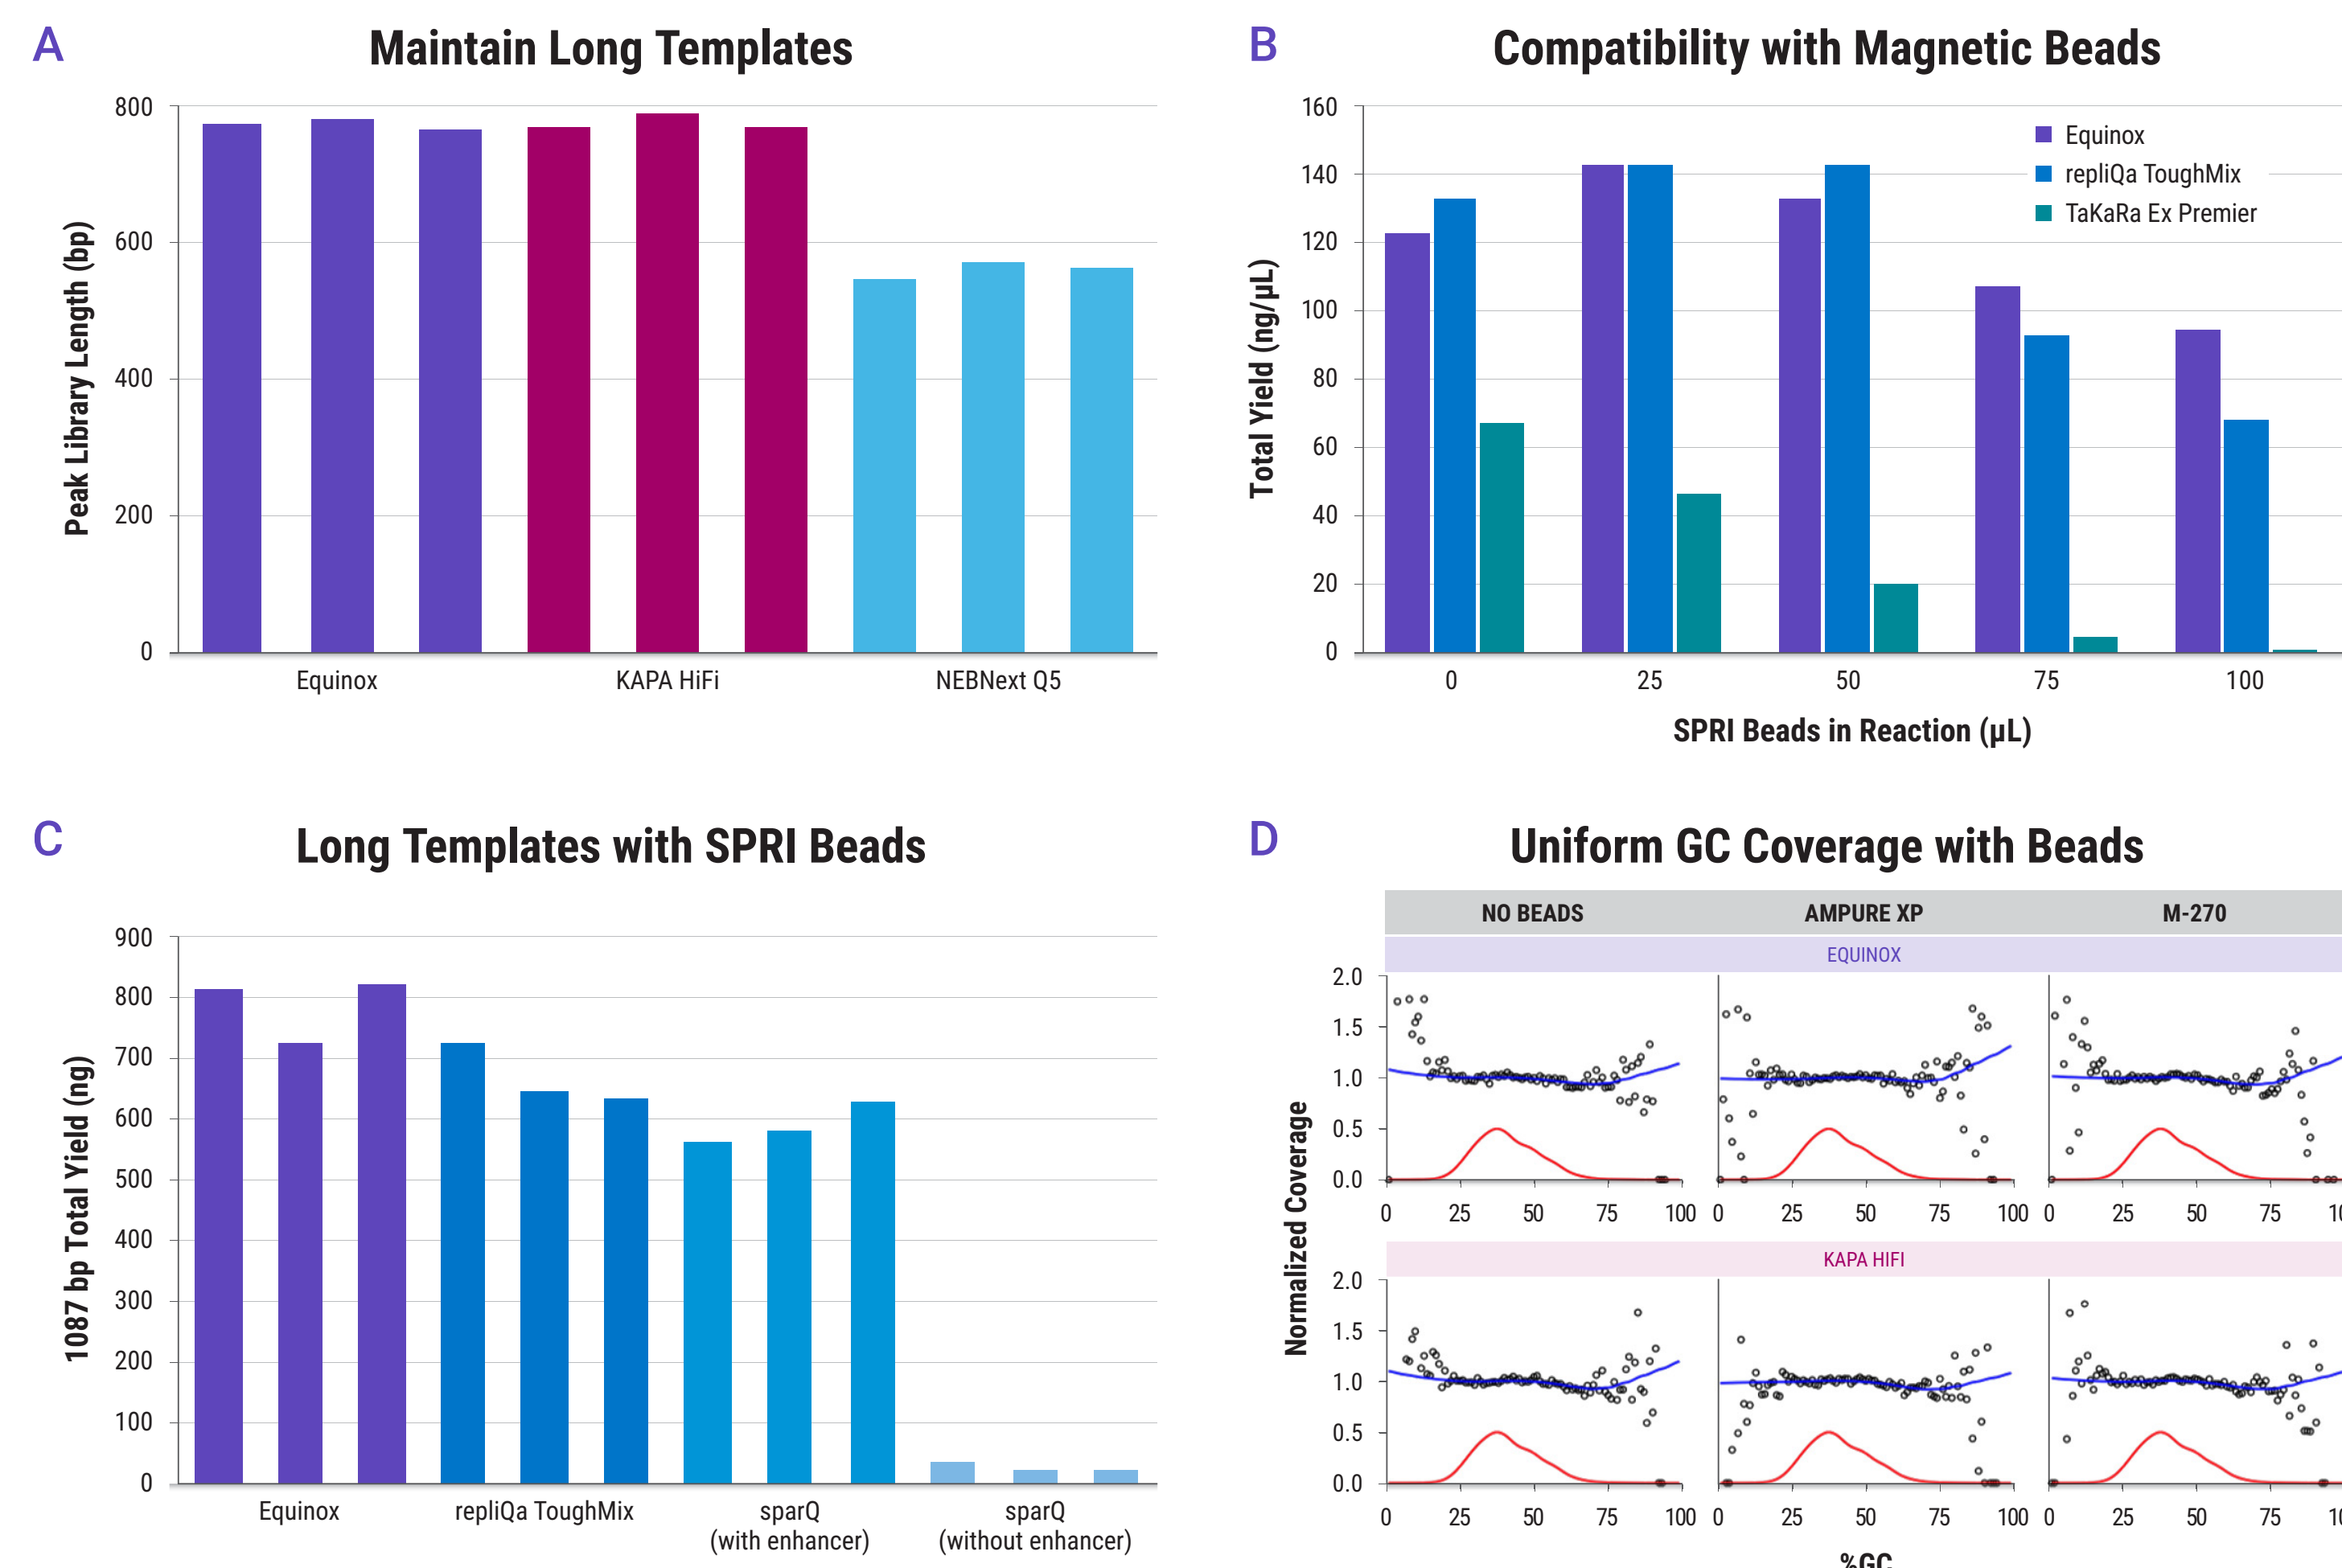 A
Maintain Long Templates
Peak Library Length (bp)
800
600
400
200
0
Equinox
KAPA HiFi
NEBNext Q5
B
Compatibility with Magnetic Beads
Total Yield (ng/µL)
160
140
120
100
80
60
40
20
0
Equinox
repliQa ToughMix
TaKaRa Ex Premier
0 25 50 75 100
SPRI Beads in Reaction (µL)
C
Long Templates with SPRI Beads
1087 bp Total Yield (ng)
900
800
700
600
500
400
300
200
100
0
Equinox
repliQa ToughMix
sparQ
(with enhancer)
sparQ
(without enhancer)
D
Uniform GC Coverage with Beads
NO BEADS AMPURE XP M-270
EQUINOX
Normalized Coverage
2.0
1.5
1.0
0.5
0.0
0 25 50 75 100 0 25 50 75 100 0 25 50 75
KAPA HIFI
2.0
1.5
1.0
0.5
0.0
0 25 50 75 100 0 25 50 75 100 0 25 50 75
%GC